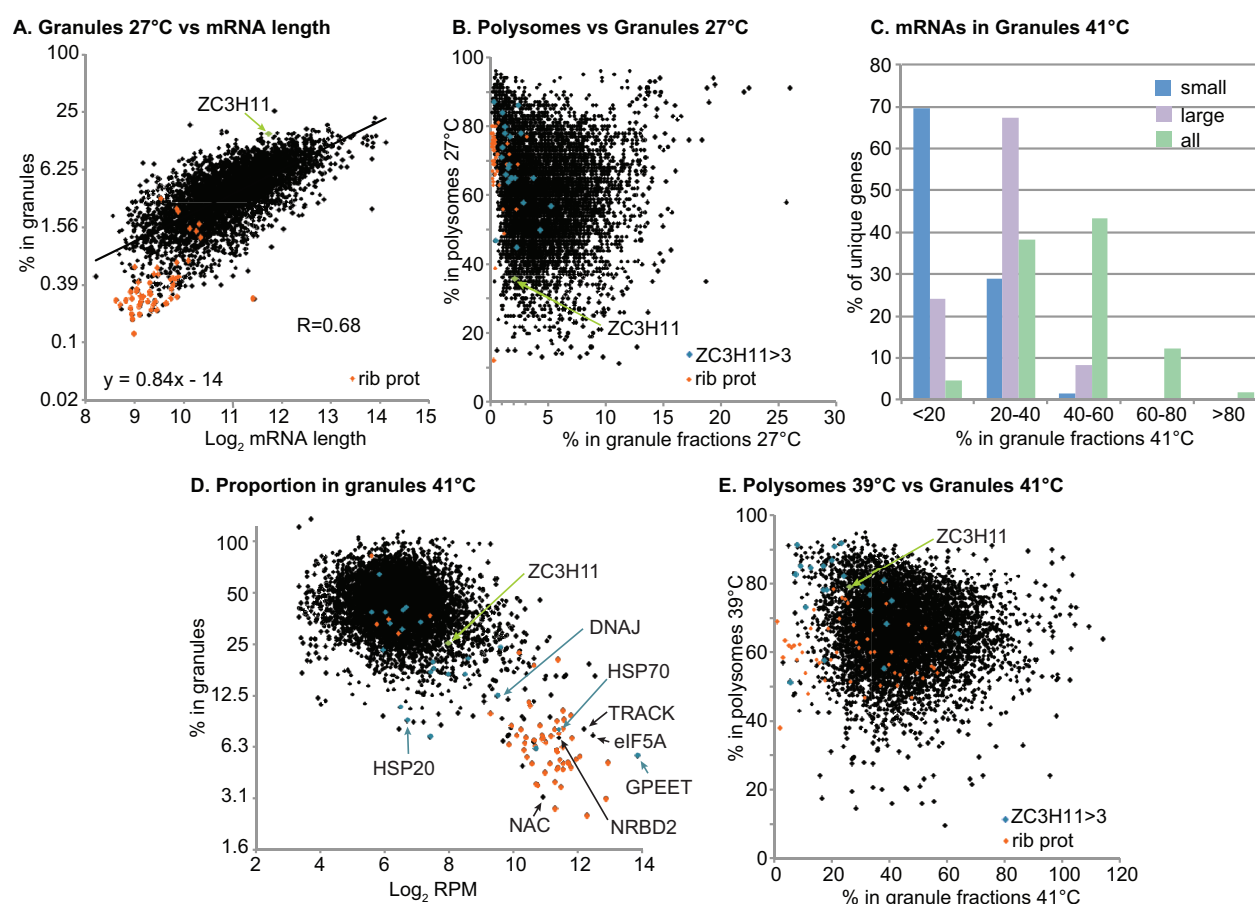 A. Granules 27°C vs mRNA length
100
25
6.25
1.56
0.39
0.1
0.02
% in granules
ZC3H11
R=0.68
y = 0.84x - 14
rib prot
8 9 10 11 12 13 14 15
Log2 mRNA length
B. Polysomes vs Granules 27°C
100
80
60
40
20
0
% in polysomes 27°C
ZC3H11
ZC3H11>3
rib prot
0 5 10 15 20 25 30
% in granule fractions 27°C
C. mRNAs in Granules 41°C
80
70
60
50
40
30
20
10
0
% of unique genes
small
large
all
<20 20-40 40-60 60-80 >80
% in granule fractions 41°C
D. Proportion in granules 41°C
100
50
25
12.5
6.3
3.1
1.6
% in granules
ZC3H11
DNAJ
HSP70
TRACK
eIF5A
GPEET
HSP20
NAC
NRBD2
2 4 6 8 10 12 14
Log2 RPM
E. Polysomes 39°C vs Granules 41°C
100
80
60
40
20
0
% in polysomes 39°C
ZC3H11
ZC3H11>3
rib prot
0 20 40 60 80 100 120
% in granule fractions 41°C